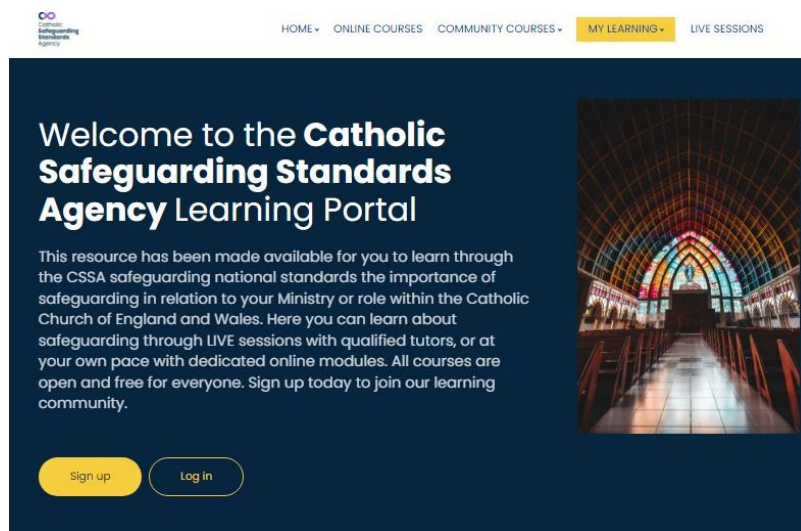 Catholic
Safeguarding
Standards
Agency
HOME ONLINE COURSES COMMUNITY COURSES MY LEARNING LIVE SESSIONS
Welcome to the Catholic
Safeguarding Standards
Agency Learning Portal
This resource has been made available for you to learn through
the CSSA safeguarding national standards the importance of
safeguarding in relation to your Ministry or role within the Catholic
Church of England and Wales. Here you can learn about
safeguarding through LIVE sessions with qualified tutors, or at
your own pace with dedicated online modules. All courses are
open and free for everyone. Sign up today to join our learning
community.
Sign up Log in